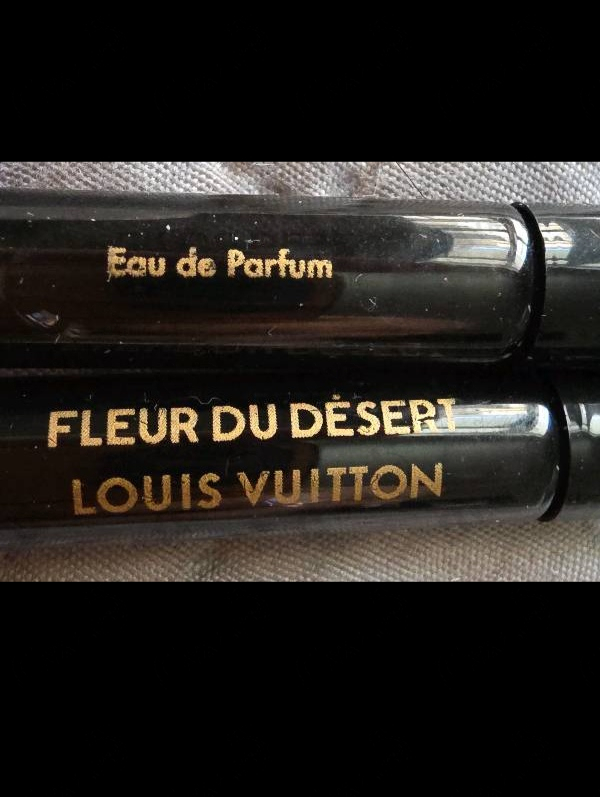 Eau de Parfum
FLEUR DU DÉSERT
LOUIS VUITTON